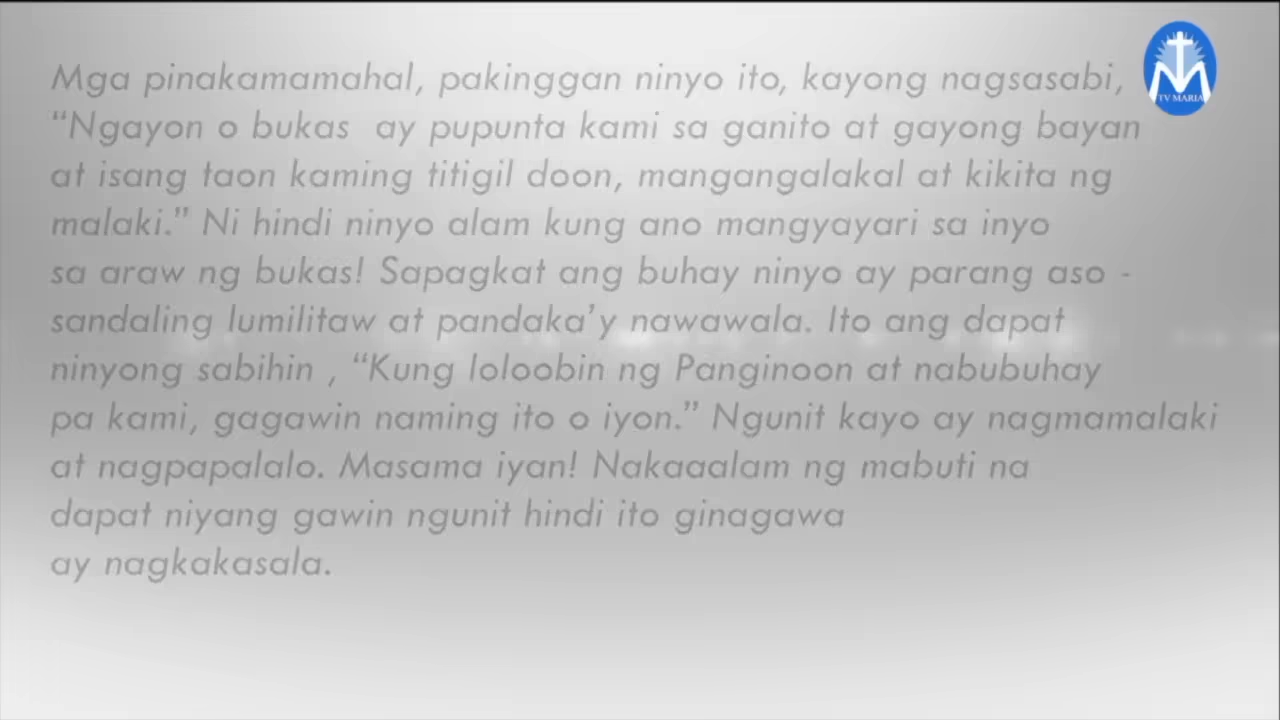 Mga pinakamamahal, pakinggan ninyo ito, kayong nagsasabi,
“Ngayon o bukas  ay pupunta kami sa ganito at gayong bayan
at isang taon kaming titigil doon, mangangalakal at kikita ng
malaki.” Ni hindi ninyo alam kung ano mangyayari sa inyo
sa araw ng bukas! Sapagkat ang buhay ninyo ay parang aso -
sandaling lumilitaw at pandaka’y nawawala. Ito ang dapat
ninyong sabihin , “Kung loloobin ng Panginoon at nabubuhay
pa kami, gagawin naming ito o iyon.” Ngunit kayo ay nagmamalaki
at nagpapalalo. Masama iyan! Nakaaalam ng mabuti na
dapat niyang gawin ngunit hindi ito ginagawa
ay nagkakasala.
TV MARIA